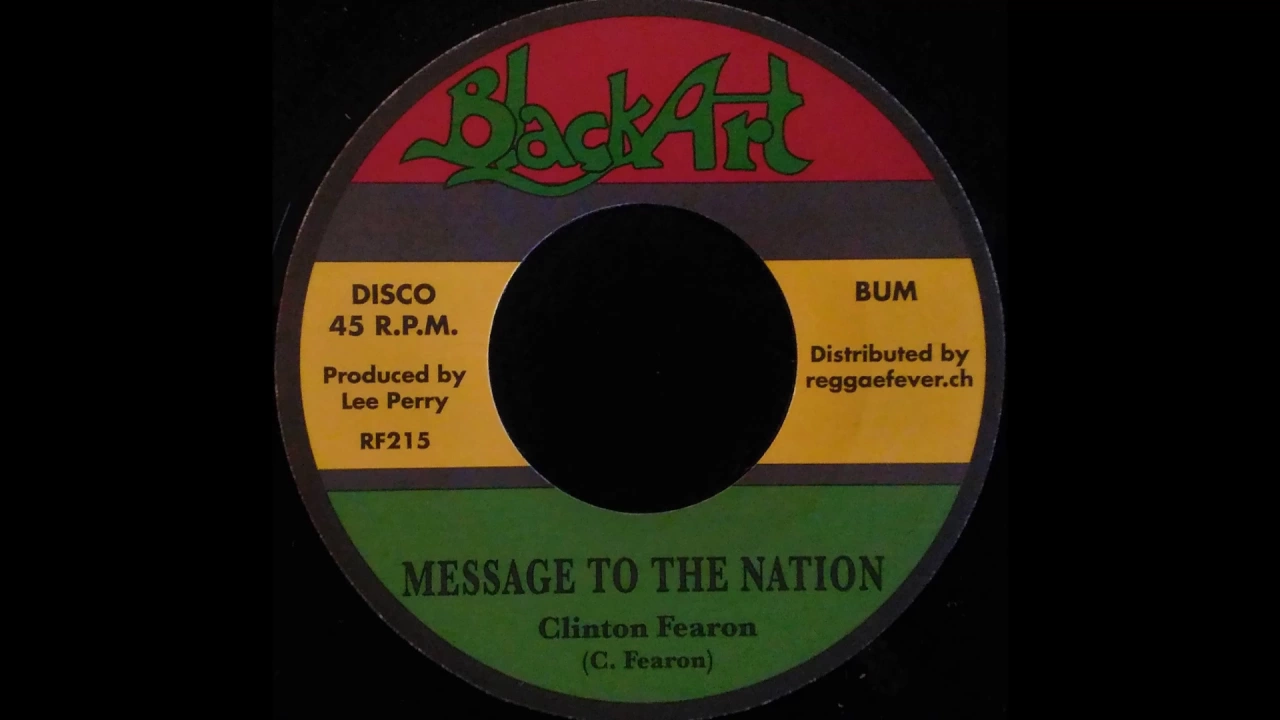 BlackArt
DISCO
45 R.P.M.
Produced by
Lee Perry
RF215
BUM
Distributed by
reggaefever.ch
MESSAGE TO THE NATION
Clinton Fearon
(C. Fearon)